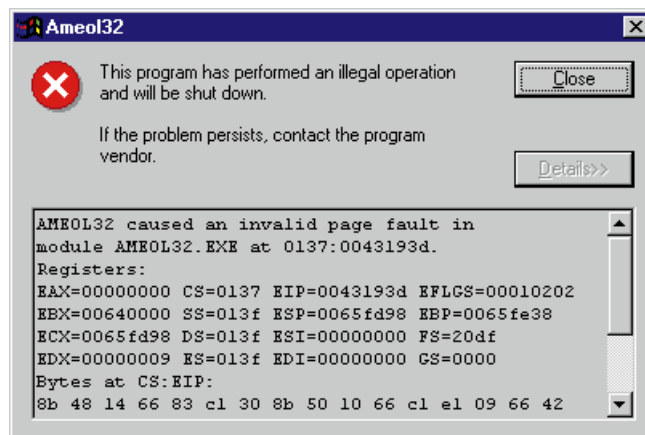 Ameol32
This program has performed an illegal operation
and will be shut down.
If the problem persists, contact the program
vendor.
Close
Details>>
AMEOL32 caused an invalid page fault in
module AMEOL32.EXE at 0137:0043193d.
Registers:
EAX=00000000 CS=0137 EIP=0043193d EFLGS=00010202
EBX=00640000 SS=013f ESP=0065fd98 EBP=0065fe38
ECX=0065fd98 DS=013f ESI=00000000 FS=20df
EDX=00000009 ES=013f EDI=00000000 GS=0000
Bytes at CS:EIP:
8b 48 14 66 83 c1 30 8b 50 10 66 c1 e1 09 66 42